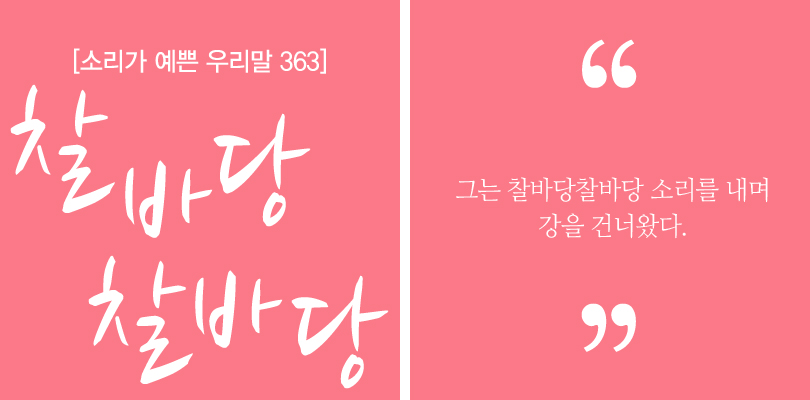 [소리가 예쁜 우리말 363]
찰바당
찰바당
“
그는 찰바당찰바당 소리를 내며
강을 건너왔다.
”